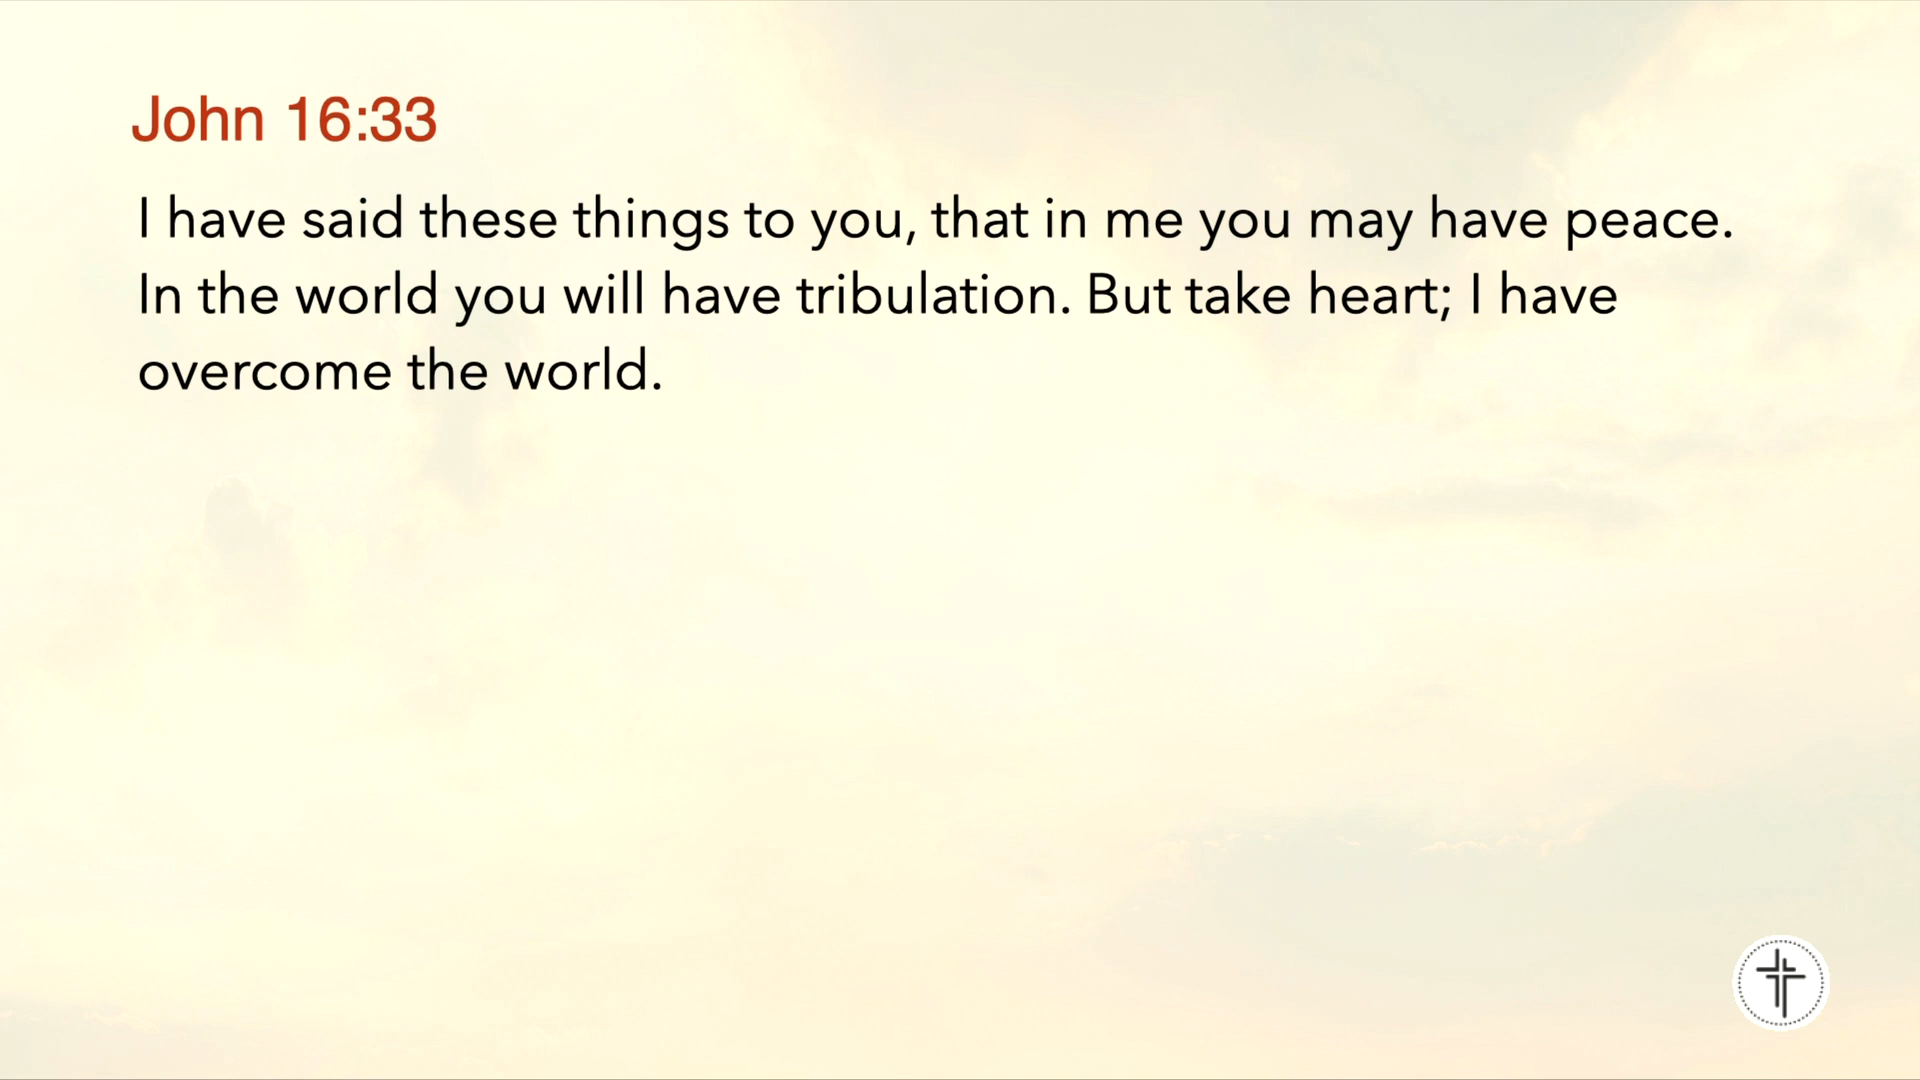 John 16:33
I have said these things to you, that in me you may have peace.
In the world you will have tribulation. But take heart; I have
overcome the world.